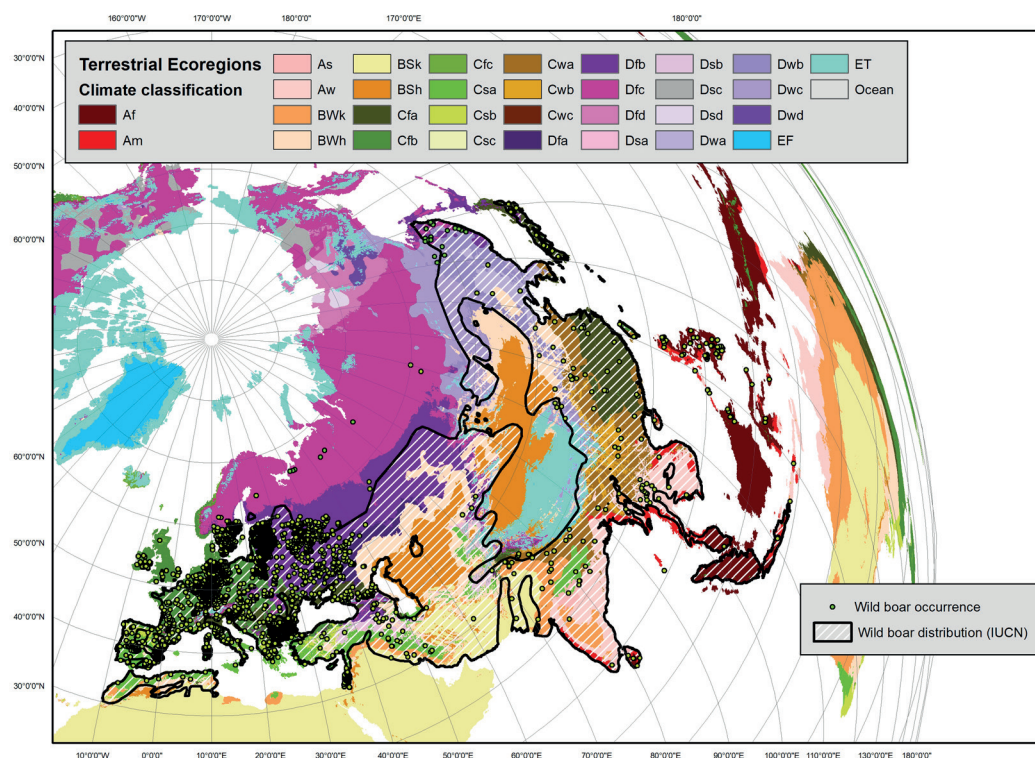 160°0'0"W 170°0'0"W 180°0'0" 170°0'0"E 180°0'0"
30°0'0"N
40°0'0"N
50°0'0"N
60°0'0"N
60°0'0"N
50°0'0"N
40°0'0"N
30°0'0"N
Terrestrial Ecoregions
Climate classification
Af
Am
As
Aw
BWk
BWh
BSk
BSh
Cfa
Cfb
Cfc
Csa
Csb
Csc
Cwa
Cwb
Cwc
Dfa
Dfb
Dfc
Dfd
Dsa
Dsb
Dsc
Dsd
Dwa
Dwb
Dwc
Dwd
EF
ET
Ocean
Wild boar occurrence
Wild boar distribution (IUCN)
10°0'0"W 0°0'0" 10°0'0"E 20°0'0"E 30°0'0"E 40°0'0"E 50°0'0"E 60°0'0"E 70°0'0"E 80°0'0"E 90°0'0"E 100°0'0"E 110°0'0"E 130°0'0"E 180°0'0"